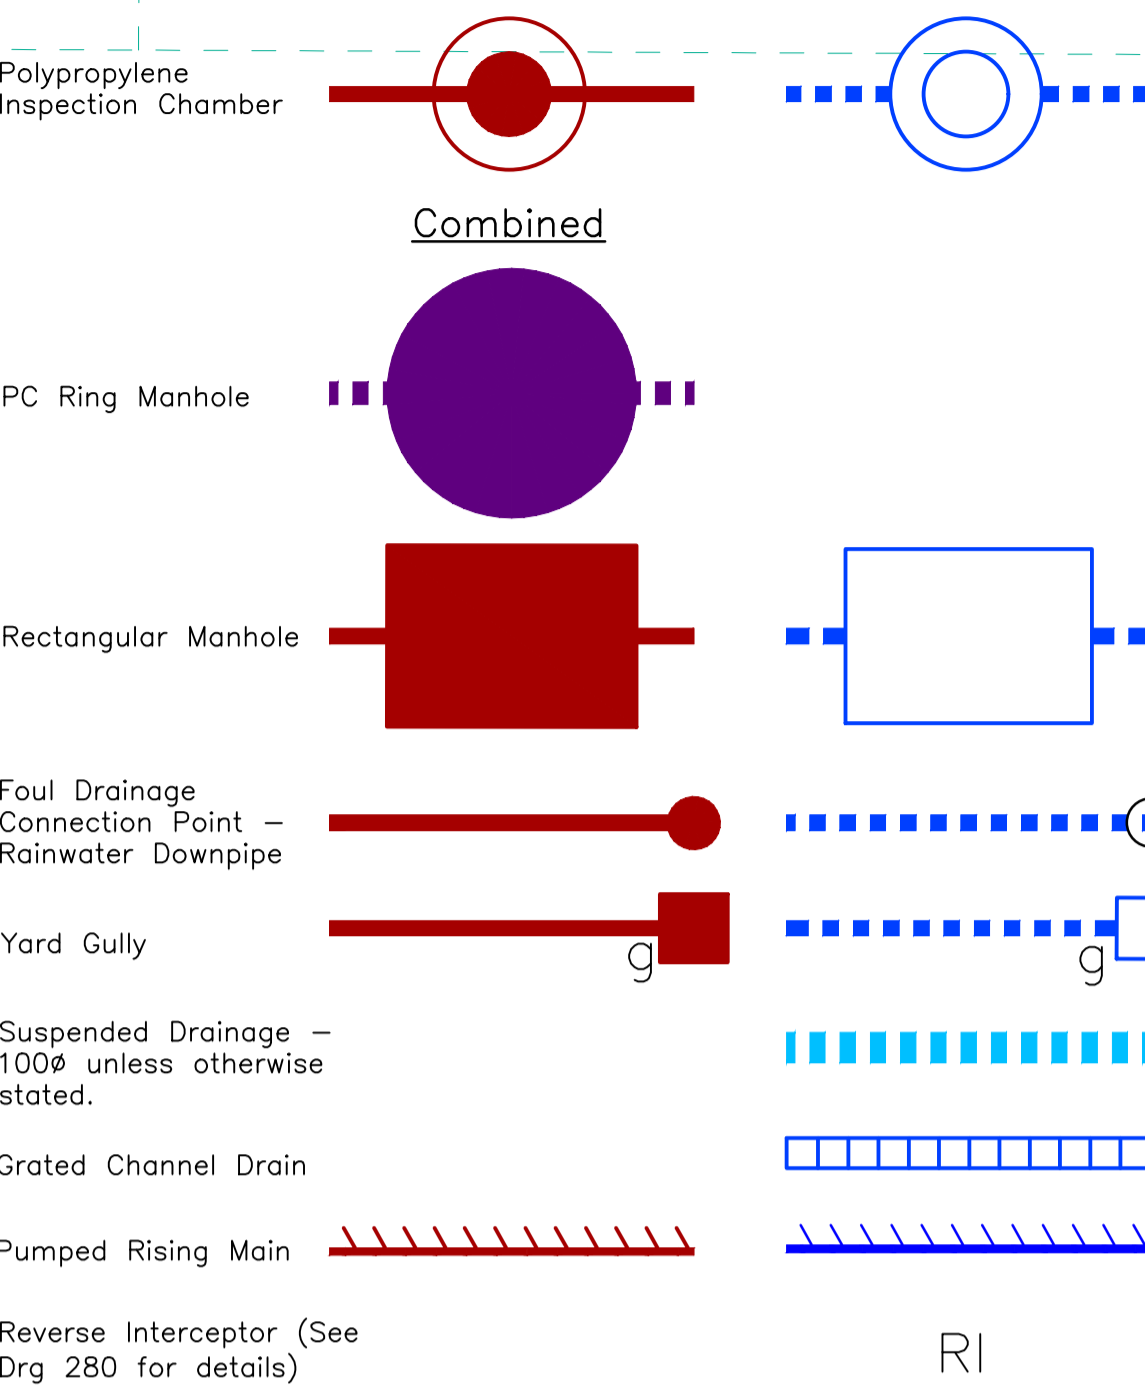 Polypropylene
Inspection Chamber
Combined
PC Ring Manhole
Rectangular Manhole
Foul Drainage
Connection Point –
Rainwater Downpipe
Yard Gully
g
g
Suspended Drainage –
100ø unless otherwise
stated.
Grated Channel Drain
Pumped Rising Main
Reverse Interceptor (See
Drg 280 for details)
RI